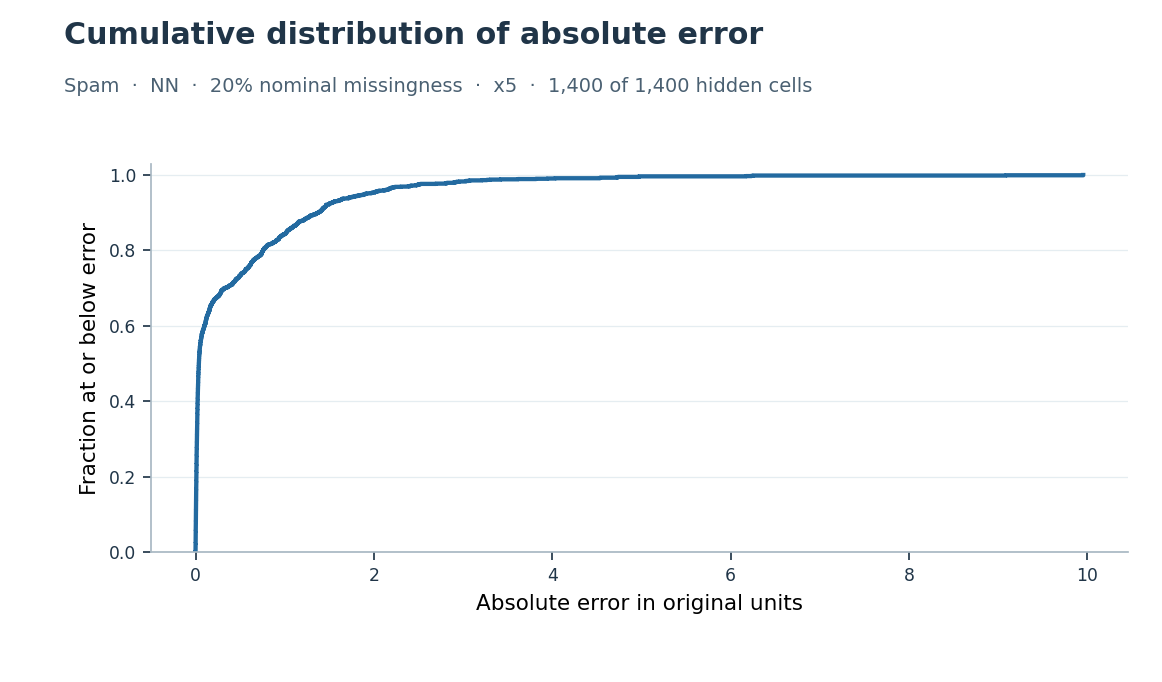 Cumulative distribution of absolute error
Spam · NN · 20% nominal missingness · x5 · 1,400 of 1,400 hidden cells
Fraction at or below error
1.0
0.8
0.6
0.4
0.2
0.0
0 2 4 6 8 10
Absolute error in original units